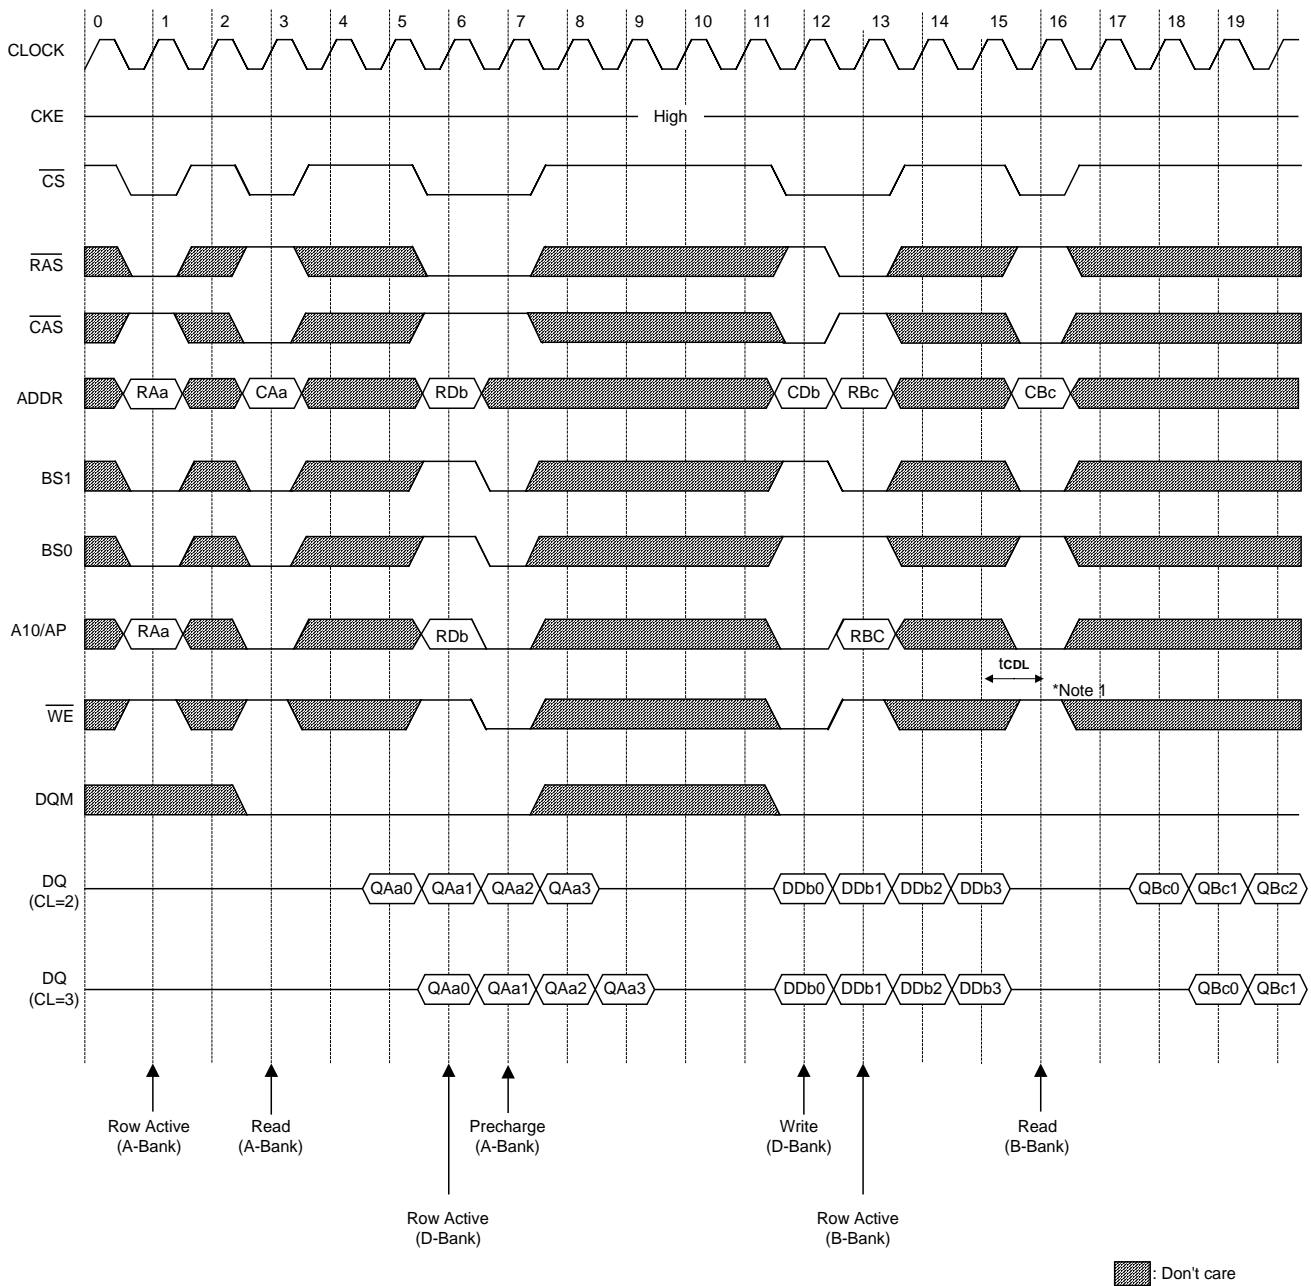 0 1 2 3 4 5 6 7 8 9 10 11 12 13 14 15 16 17 18 19
CLOCK
CKE High
CS
RAS
CAS
ADDR RAa CAa RDb CDb RBc CBc
BS1
BS0
A10/AP RAa RDb RBC
tCDL
*Note 1
WE
DQM
DQ
(CL=2)
QAa0 QAa1 QAa2 QAa3 DDb0 DDb1 DDb2 DDb3 QBc0 QBc1 QBc2
DQ
(CL=3)
QAa0 QAa1 QAa2 QAa3 DDb0 DDb1 DDb2 DDb3 QBc0 QBc1
Row Active
(A-Bank)
Read
(A-Bank)
Precharge
(A-Bank)
Write
(D-Bank)
Read
(B-Bank)
Row Active
(D-Bank)
Row Active
(B-Bank)
: Don't care